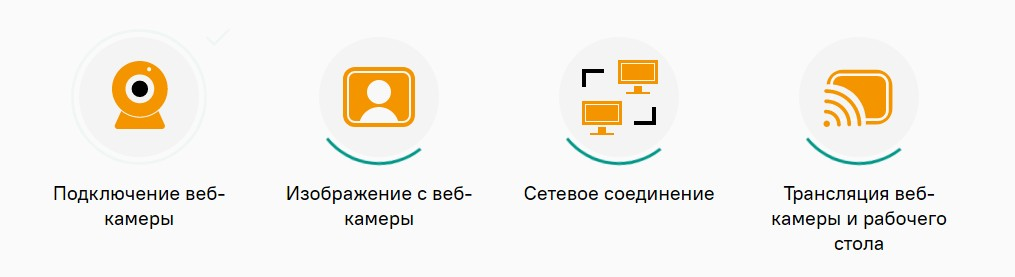 Подключение веб-
камеры
Изображение с веб-
камеры
Сетевое соединение
Трансляция веб-
камеры и рабочего
стола